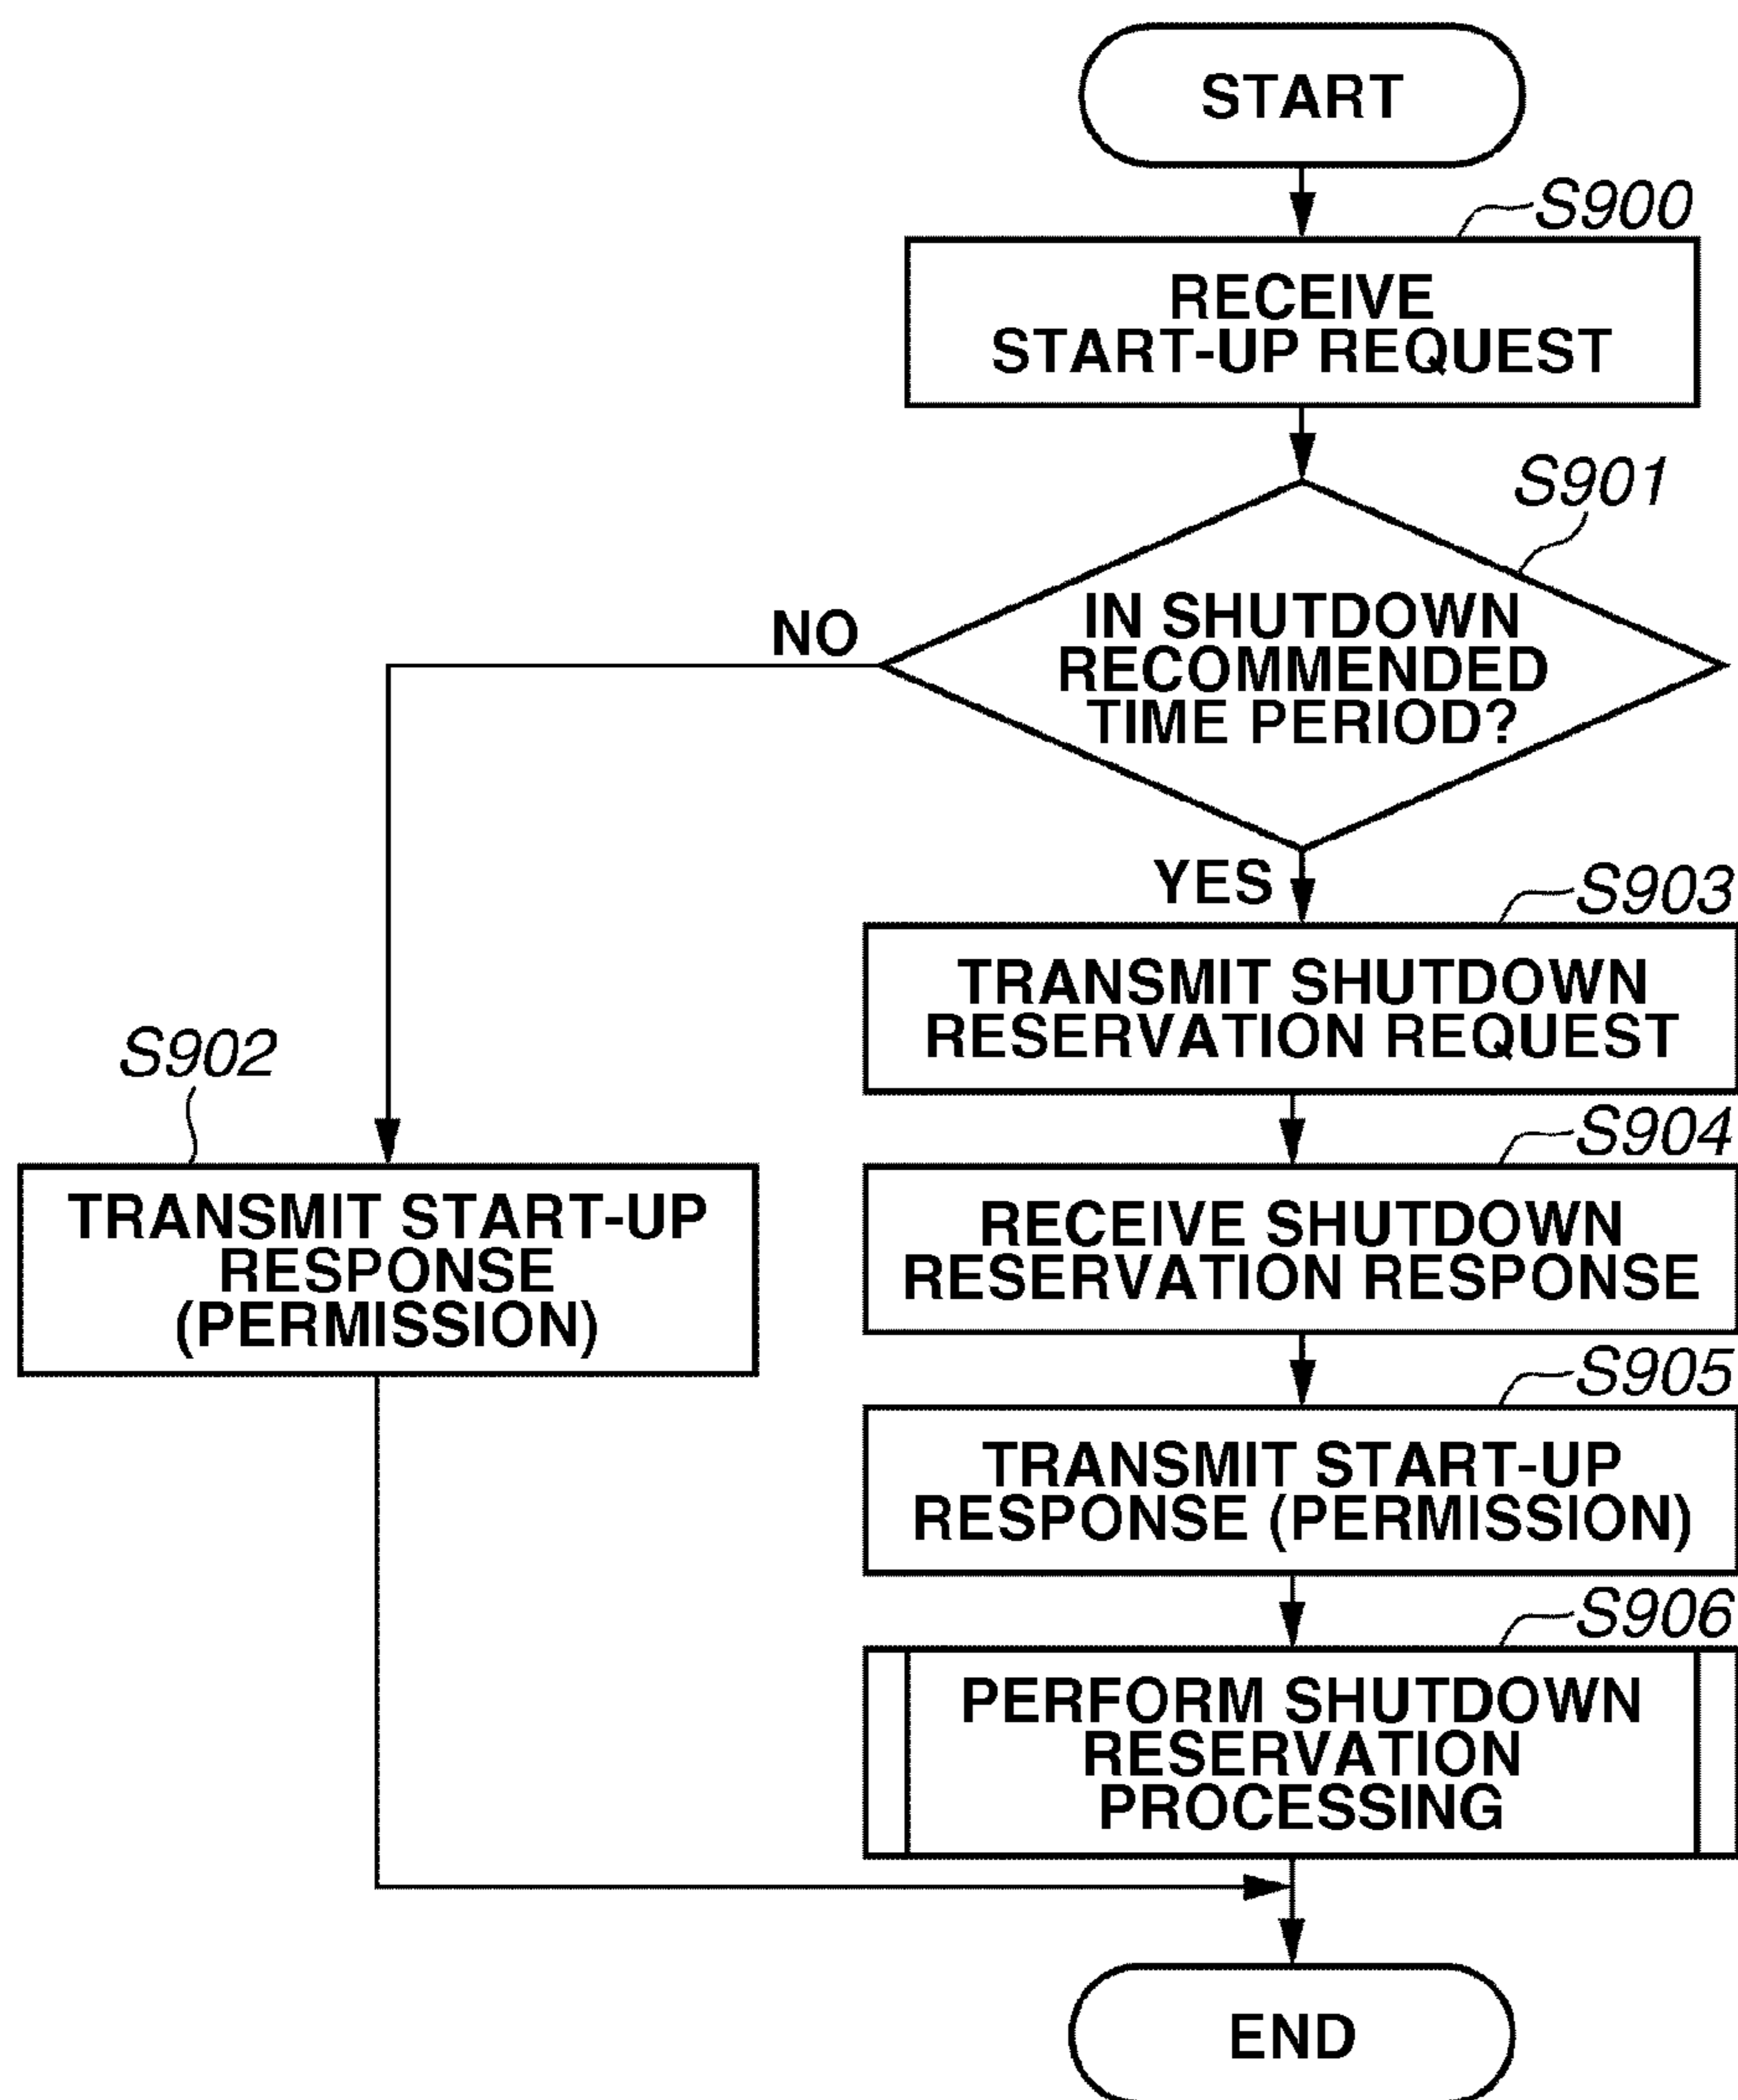 START
S900
RECEIVE
START-UP REQUEST
S901
IN SHUTDOWN
RECOMMENDED
TIME PERIOD?
NO
YES
S903
TRANSMIT SHUTDOWN
RESERVATION REQUEST
S902
TRANSMIT START-UP
RESPONSE
(PERMISSION)
S904
RECEIVE SHUTDOWN
RESERVATION RESPONSE
S905
TRANSMIT START-UP
RESPONSE (PERMISSION)
S906
PERFORM SHUTDOWN
RESERVATION
PROCESSING
END